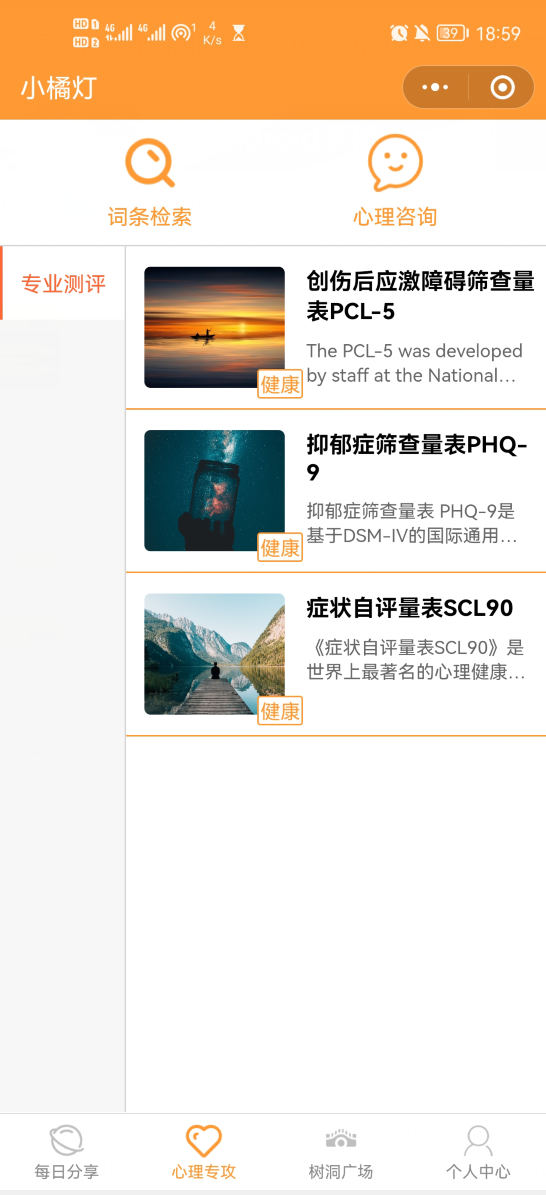 HD 1 4G 4G 1 4 K/s 39 18:59
HD 2
小橘灯
词条检索 心理咨询
专业测评
创伤后应激障碍筛查量
表PCL-5
The PCL-5 was developed
by staff at the National...
健康
抑郁症筛查量表PHQ-
9
抑郁症筛查量表 PHQ-9是
基于DSM-IV的国际通用...
健康
症状自评量表SCL90
《症状自评量表SCL90》是
世界上最著名的心理健康...
健康
每日分享 心理专攻 树洞广场 个人中心